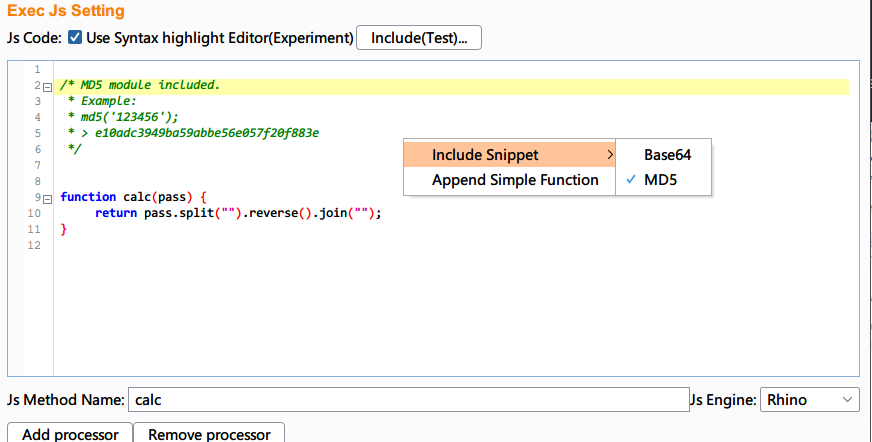 Exec Js Setting
Js Code: Use Syntax highlight Editor(Experiment) Include(Test)...
1
2 /* MD5 module included.
3 * Example:
4 * md5('123456');
5 * > e10adc3949ba59abbe56e057f20f883e
6 */
7
8
9 function calc(pass) {
10 return pass.split("").reverse().join("");
11 }
12
Include Snippet
Append Simple Function
Base64
MD5
Js Method Name: calc Js Engine: Rhino
Add processor Remove processor